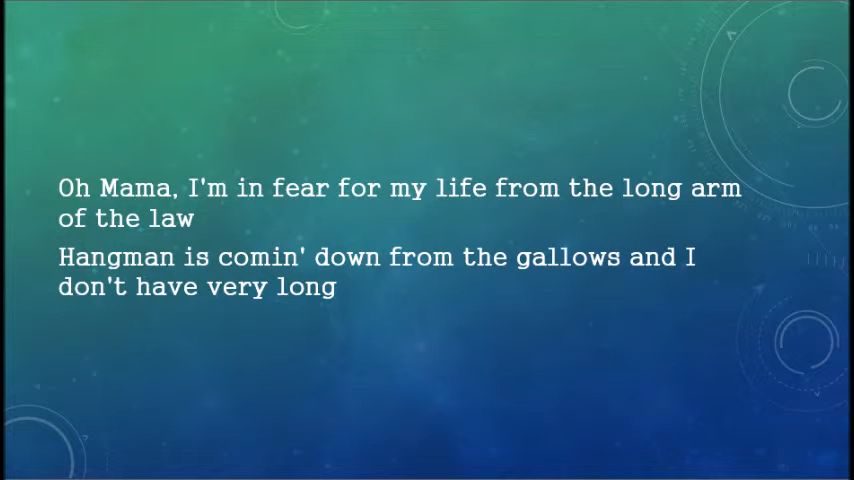 Oh Mama, I'm in fear for my life from the long arm
of the law
Hangman is comin' down from the gallows and I
don't have very long